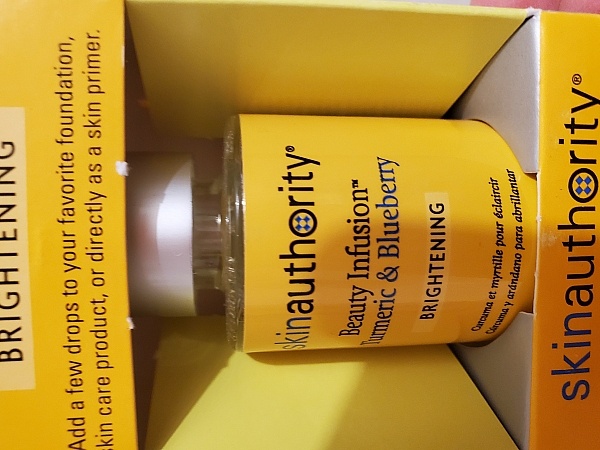 BRIGHTENING
Add a few drops to your favorite foundation,
skin care product, or directly as a skin primer.
skinauthority®
Beauty Infusion™
Turmeric & Blueberry
BRIGHTENING
Curcuma et myrtille pour éclaircir
Cúrcuma y arándano para abrillantar
skinauthority®